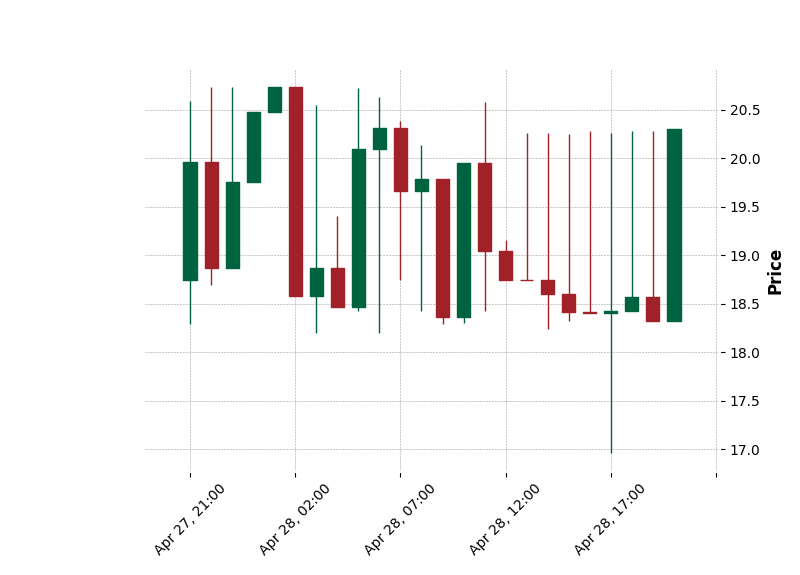 20.5
20.0
19.5
19.0
18.5
18.0
17.5
17.0
Price
Apr 27, 21:00
Apr 28, 02:00
Apr 28, 07:00
Apr 28, 12:00
Apr 28, 17:00